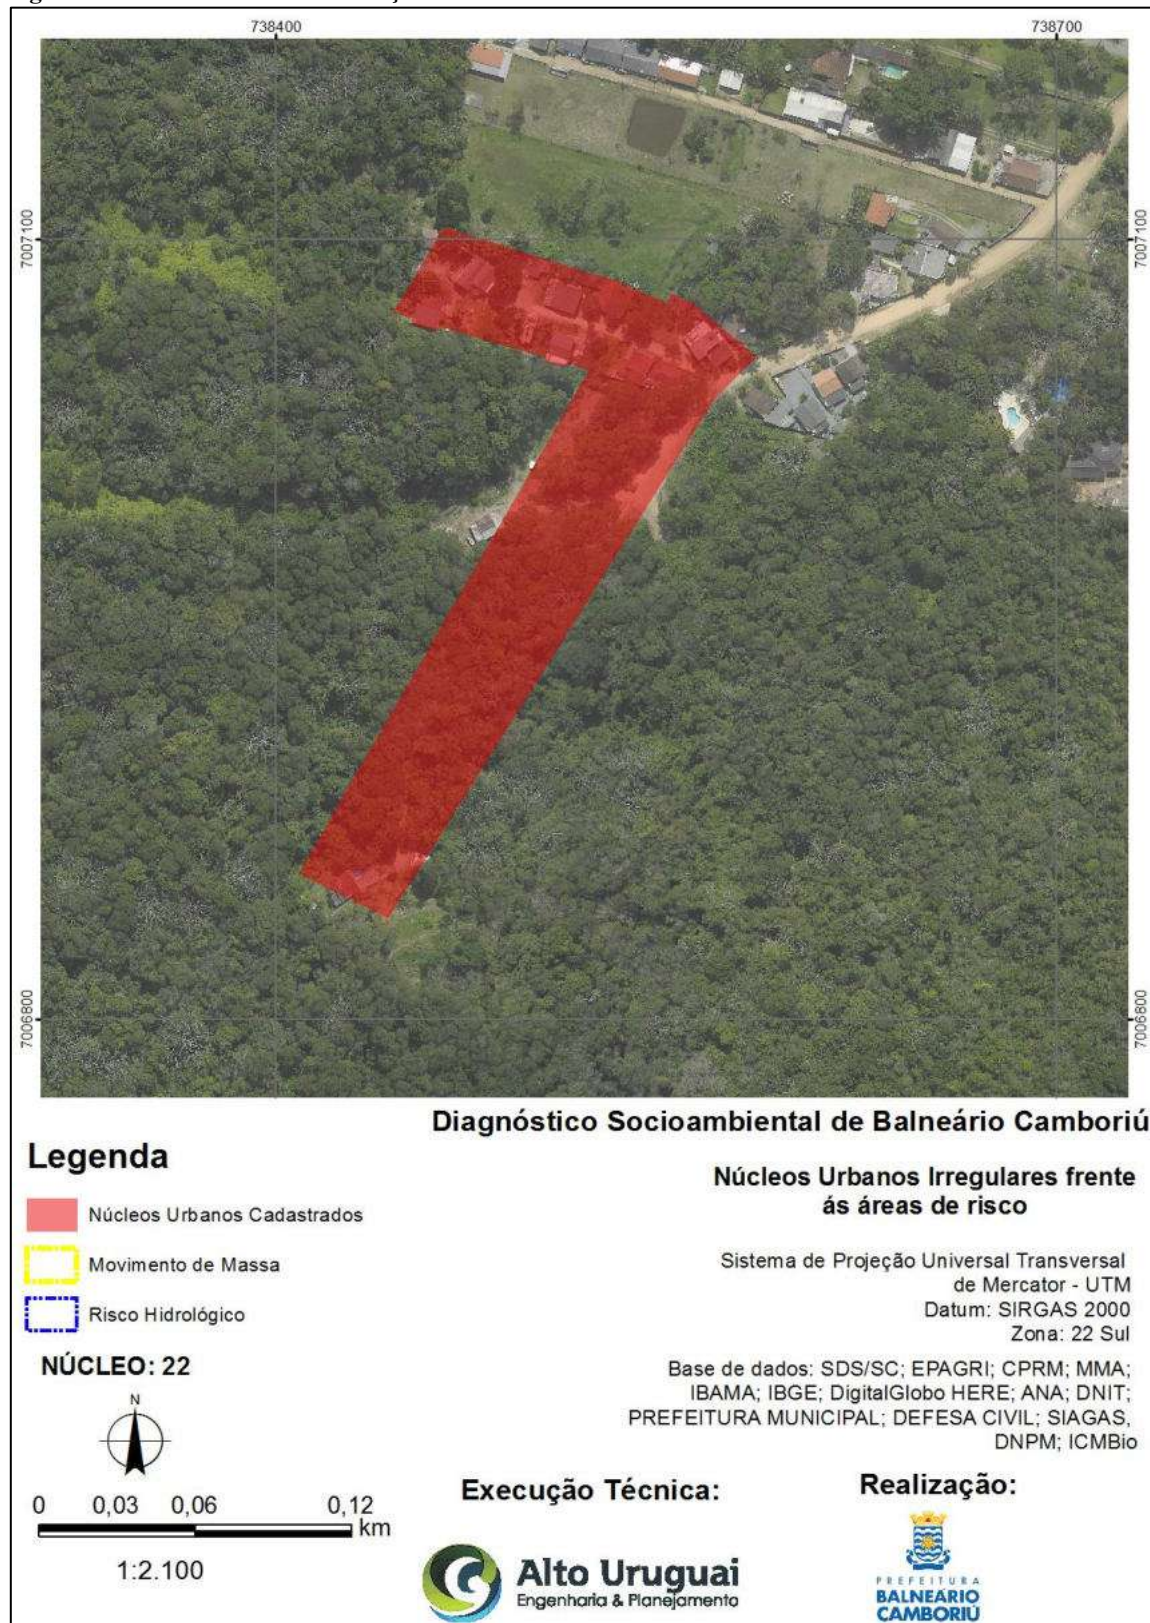 738400
738700
7007100
7007100
7006800
7006800
Diagnóstico Socioambiental de Balneário Camboriú
Legenda
Núcleos Urbanos Cadastrados
Movimento de Massa
Risco Hidrológico
NÚCLEO: 22
N
0 0,03 0,06 0,12
km
1:2.100
Núcleos Urbanos Irregulares frente
ás áreas de risco
Sistema de Projeção Universal Transversal
de Mercator - UTM
Datum: SIRGAS 2000
Zona: 22 Sul
Base de dados: SDS/SC; EPAGRI; CPRM; MMA;
IBAMA; IBGE; DigitalGlobo HERE; ANA; DNIT;
PREFEITURA MUNICIPAL; DEFESA CIVIL; SIAGAS,
DNPM; ICMBio
Execução Técnica:
Alto Uruguai
Engenharia & Planejamento
Realização:
PREFEITURA
BALNEÁRIO
CAMBORIÚ